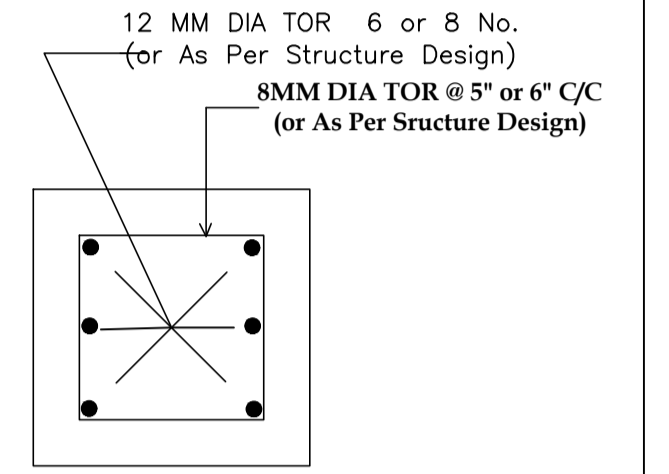 12 MM DIA TOR 6 or 8 No.
(or As Per Structure Design)
8MM DIA TOR @ 5" or 6" C/C
(or As Per Sructure Design)